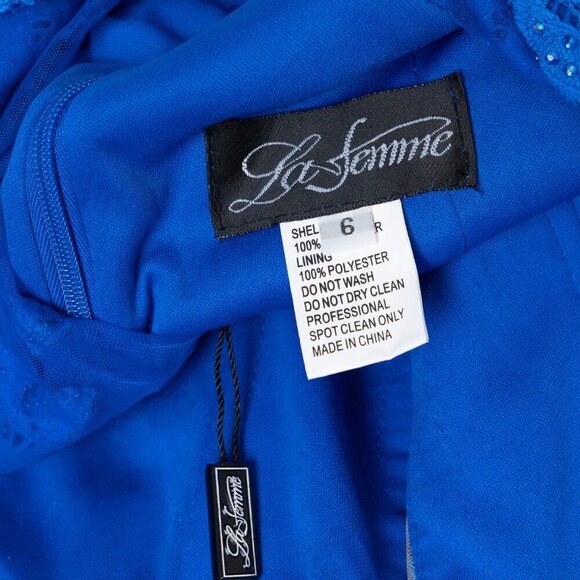 La Femme
6
SHEL R
100%
LINING
100% POLYESTER
DO NOT WASH
DO NOT DRY CLEAN
PROFESSIONAL
SPOT CLEAN ONLY
MADE IN CHINA
La Femme